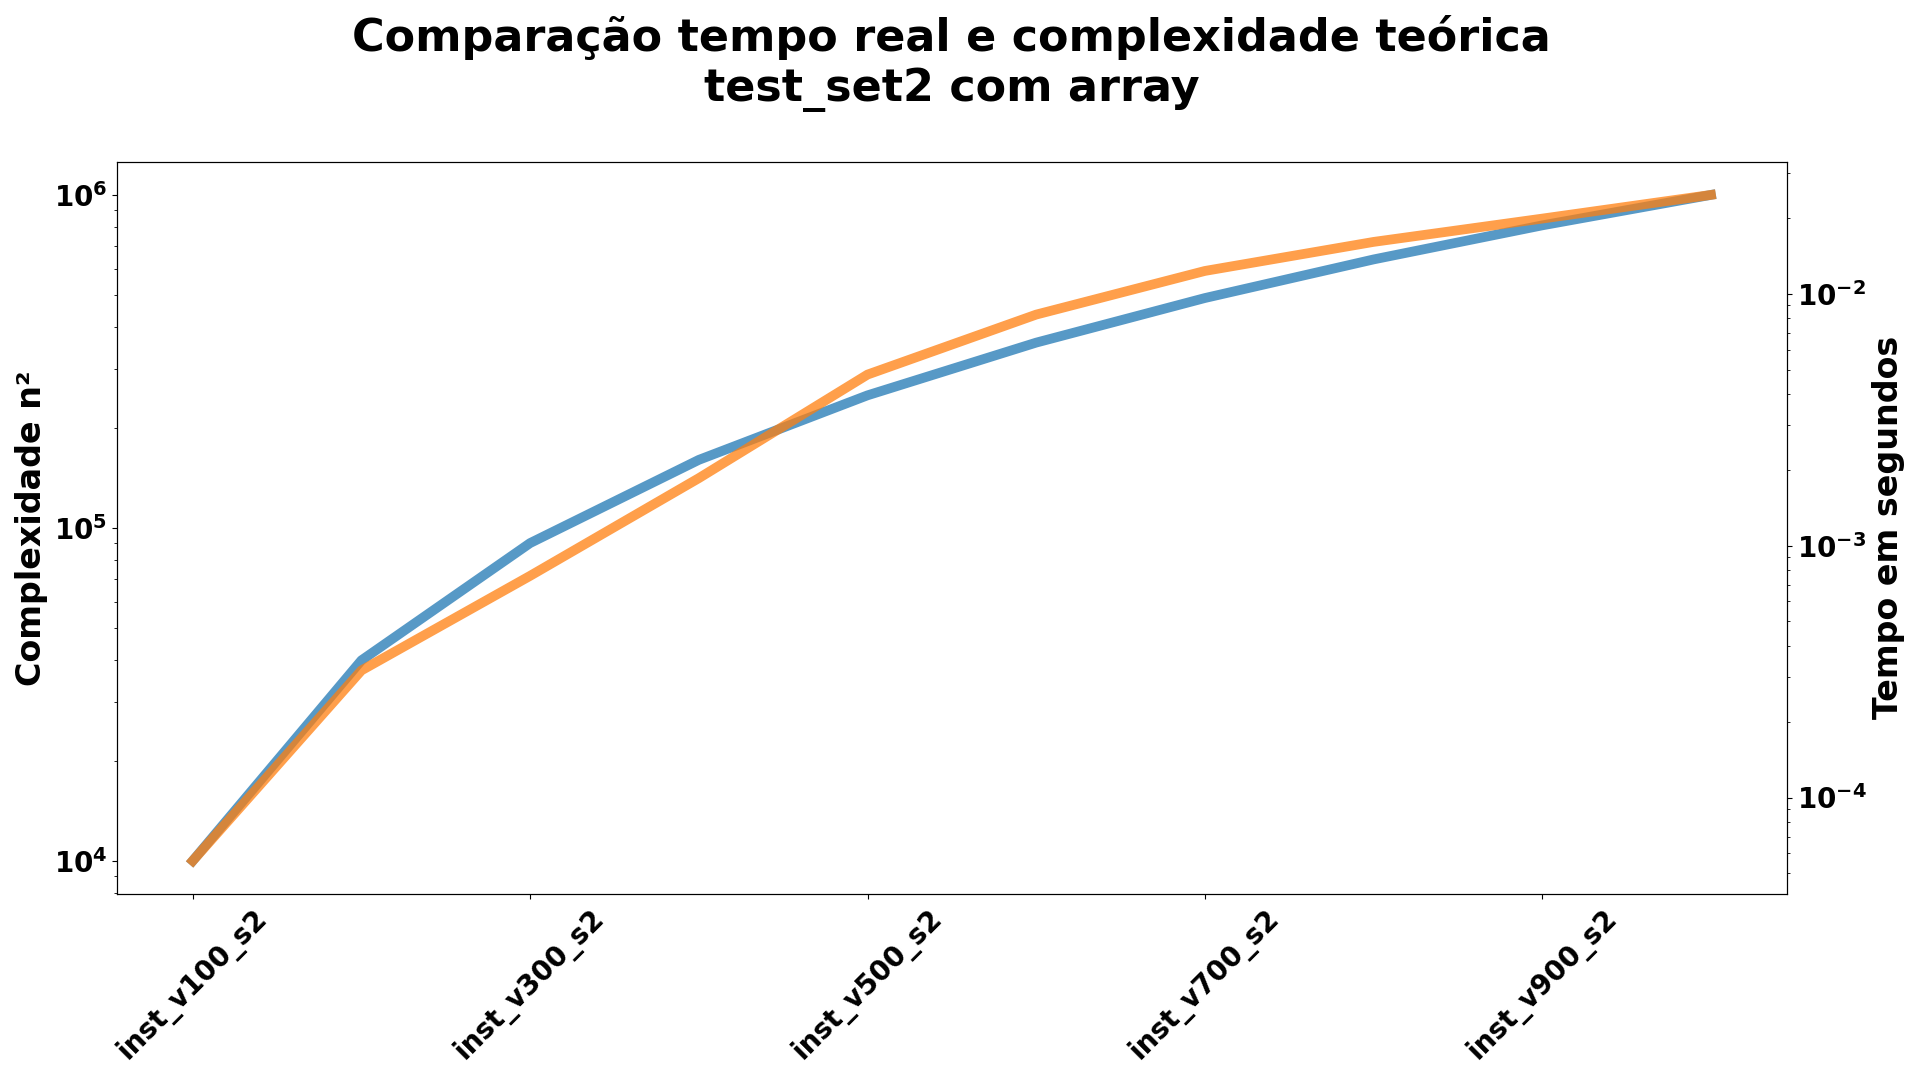 Comparação tempo real e complexidade teórica
test_set2 com array
Complexidade n²
10⁶
10⁵
10⁴
10⁻²
10⁻³
10⁻⁴
Tempo em segundos
inst_v100_s2
inst_v300_s2
inst_v500_s2
inst_v700_s2
inst_v900_s2